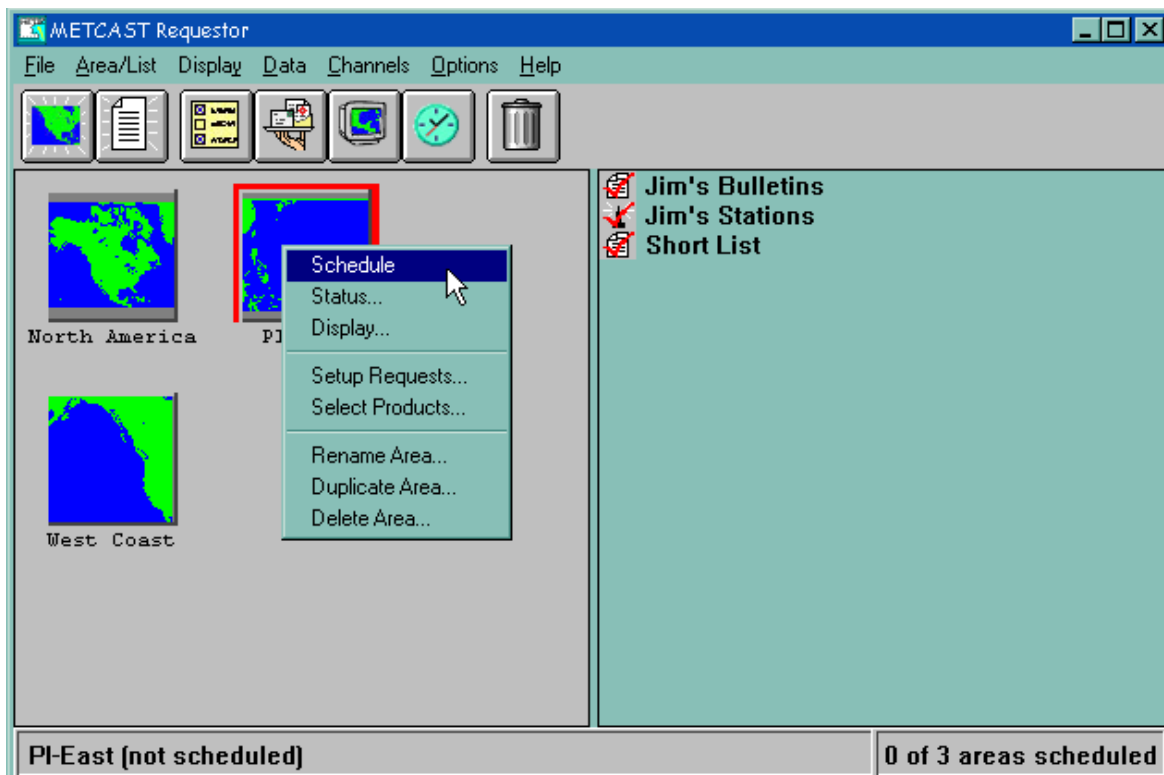 METCAST Requestor
File Area/List Display Data Channels Options Help
Jim's Bulletins
Jim's Stations
Short List
North America
West Coast
Schedule
Status...
Display...
Setup Requests...
Select Products...
Rename Area...
Duplicate Area...
Delete Area...
PI-East (not scheduled)
0 of 3 areas scheduled